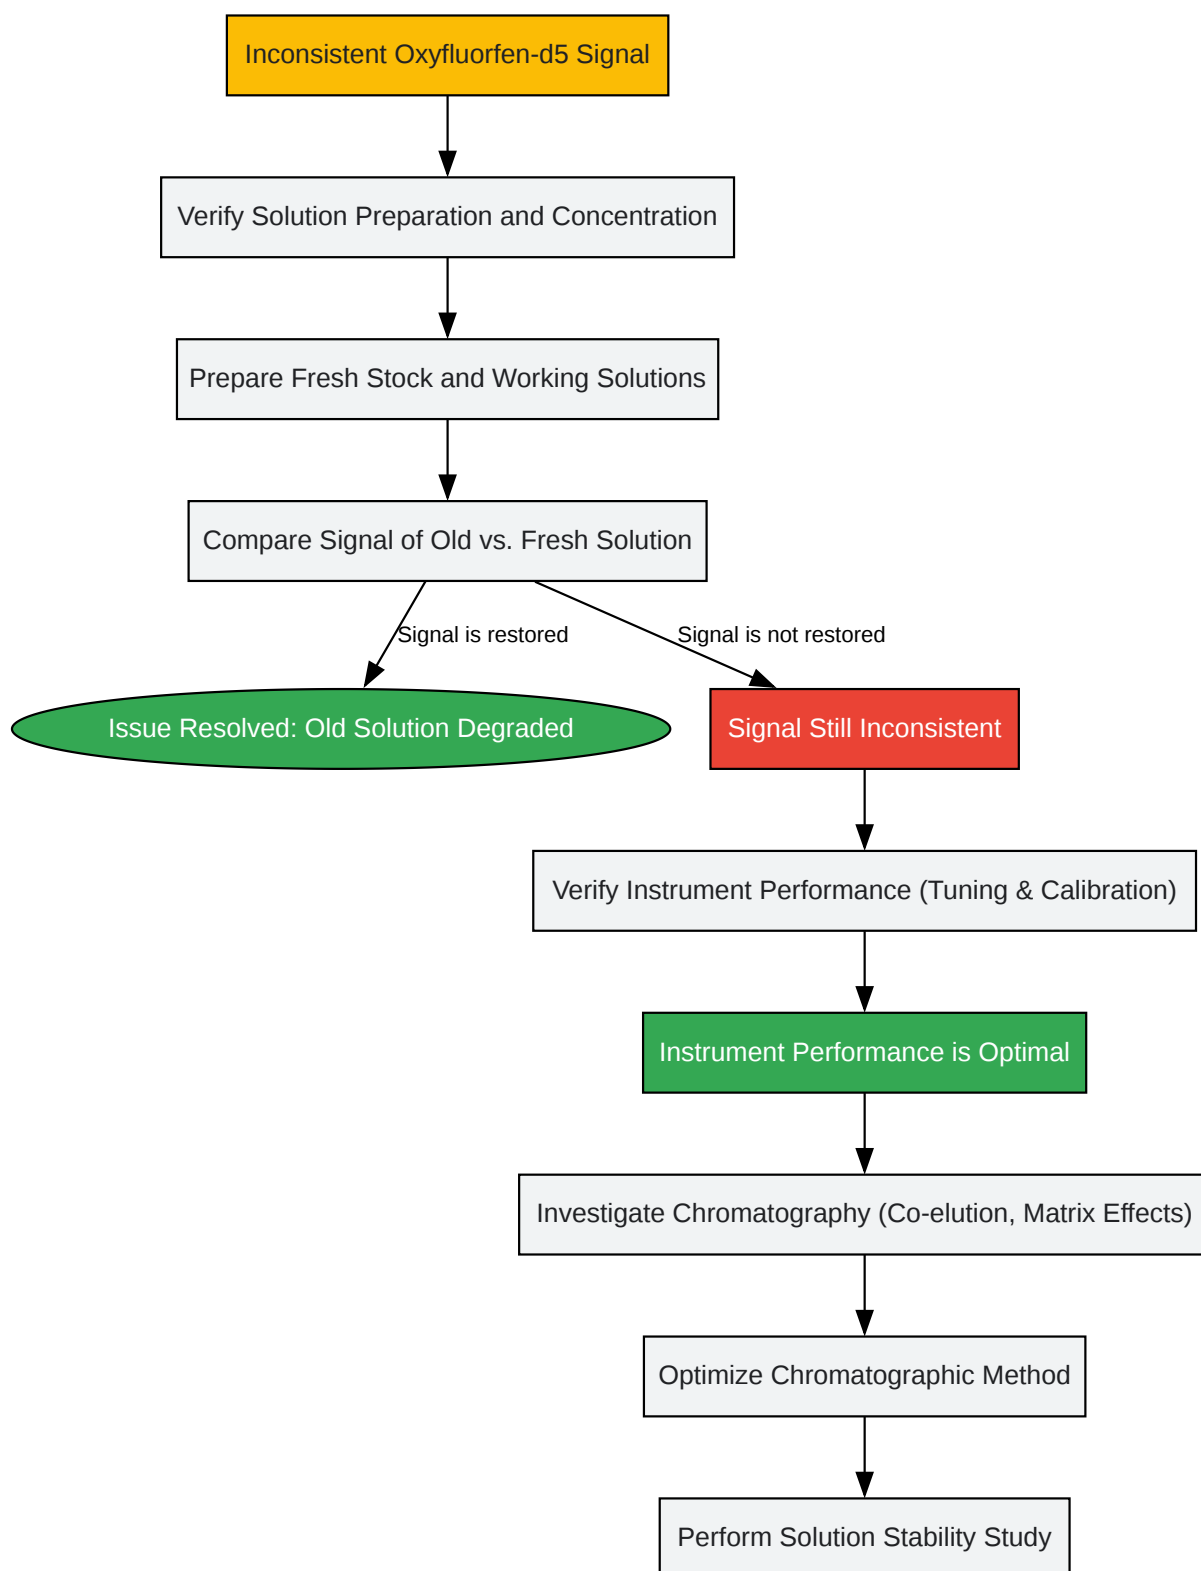 Inconsistent Oxyfluorfen-d5 Signal
Verify Solution Preparation and Concentration
Prepare Fresh Stock and Working Solutions
Compare Signal of Old vs. Fresh Solution
Signal is restored
Signal is not restored
Issue Resolved: Old Solution Degraded
Signal Still Inconsistent
Verify Instrument Performance (Tuning & Calibration)
Instrument Performance is Optimal
Investigate Chromatography (Co-elution, Matrix Effects)
Optimize Chromatographic Method
Perform Solution Stability Study